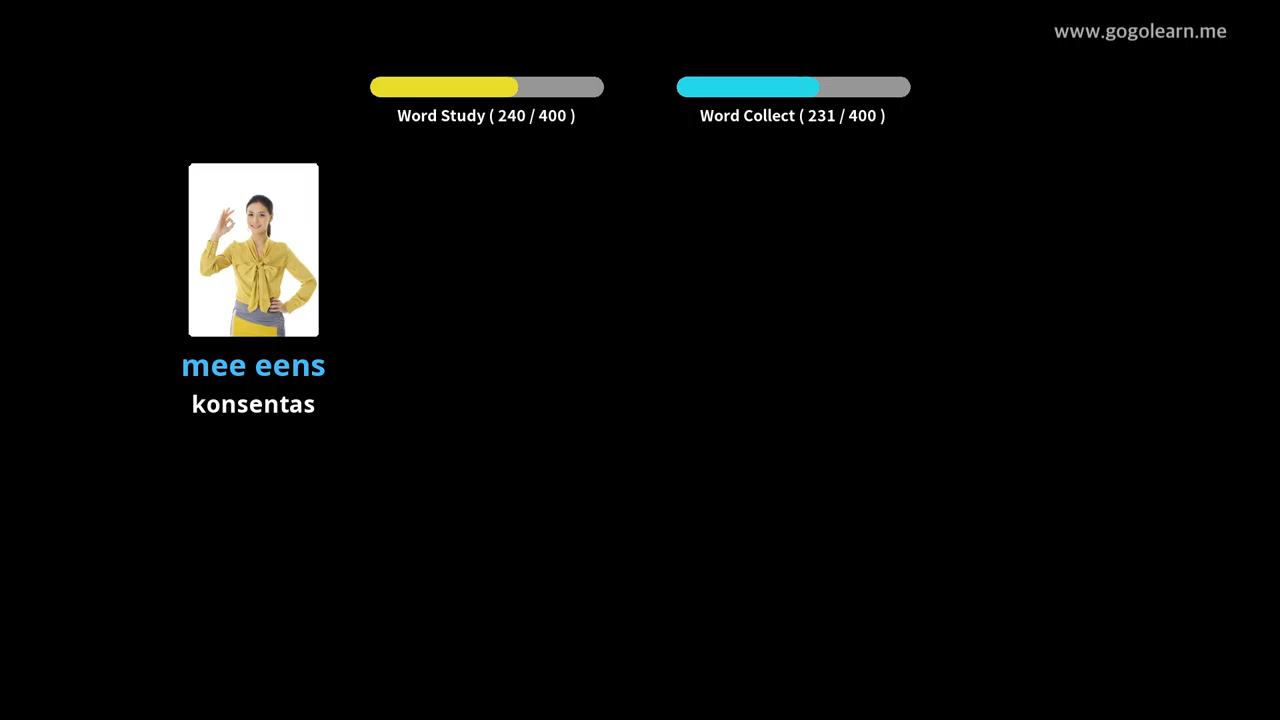 www.gogolearn.me
Word Study ( 240 / 400 )
Word Collect ( 231 / 400 )
mee eens
konsentas